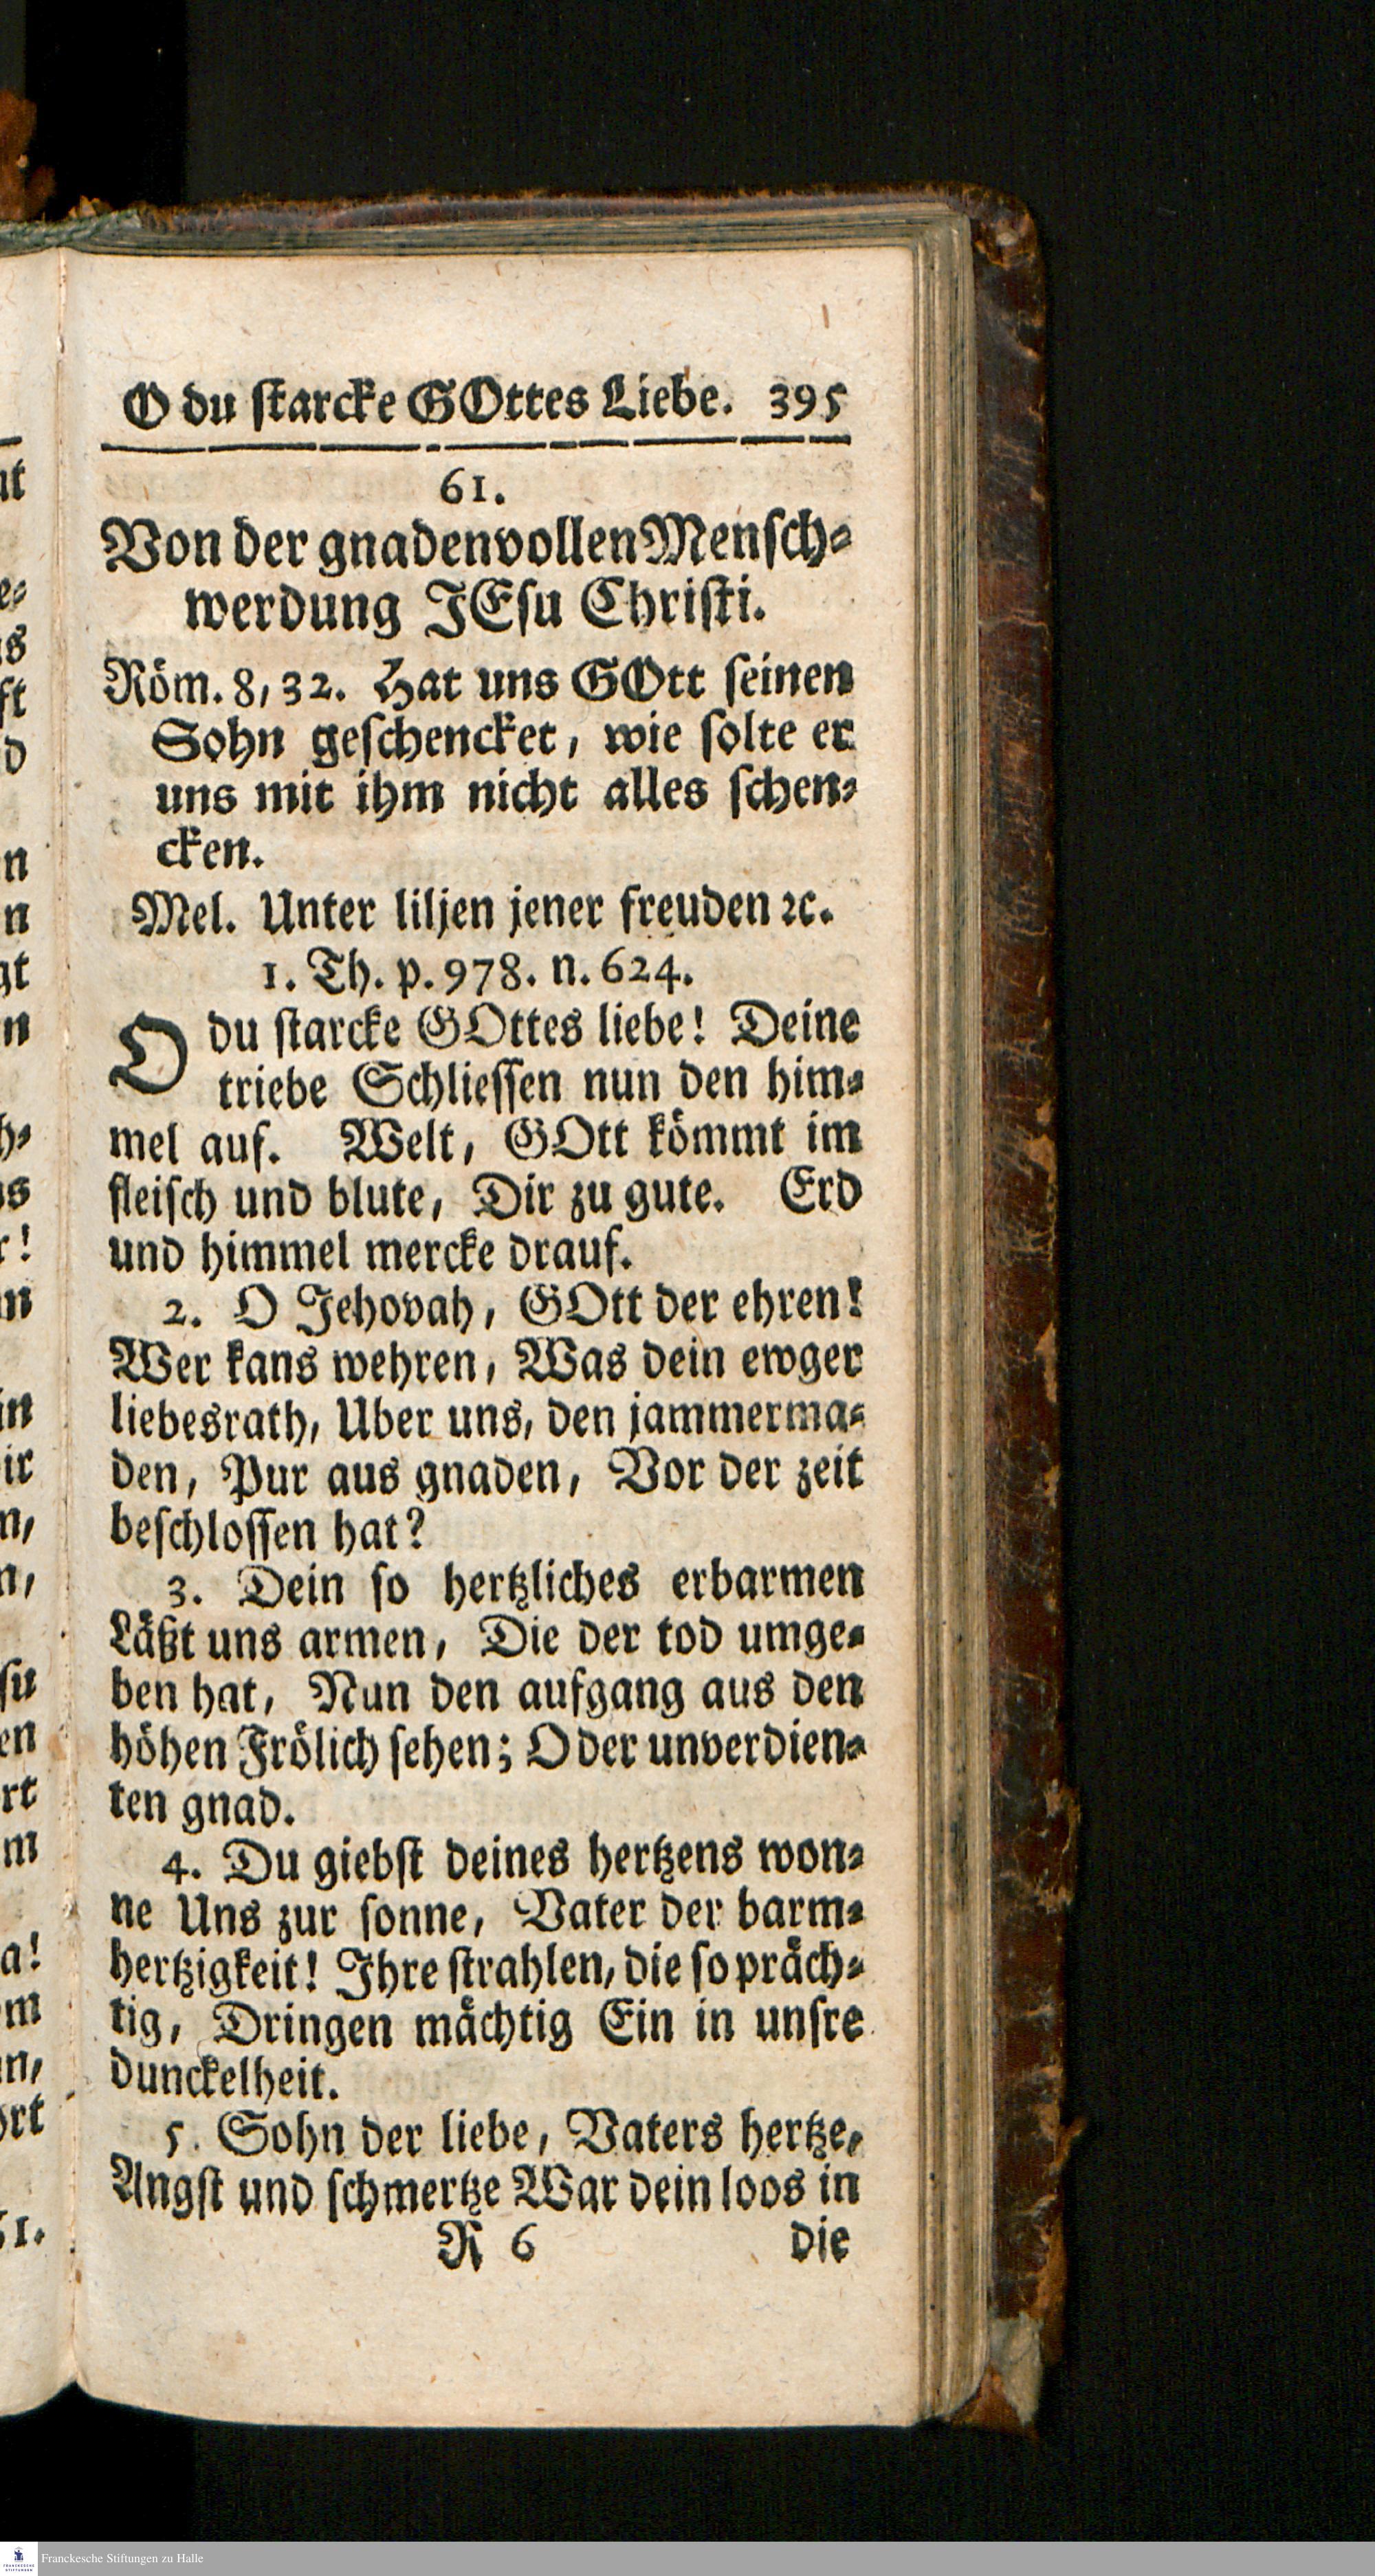 O du ſtarcke GOttes Liebe. 395
61.
Von der gnadenvollen Menſch⸗
werdung JEſu Chriſti.
Röm. 8, 32. Hat uns GOtt ſeinen
Sohn geſchencket, wie ſolte er
uns mit ihm nicht alles ſchen⸗
cken.
Mel. Unter liljen jener freuden ꝛc.
1. Th. p. 978. n. 624.
O du ſtarcke GOttes liebe! Deine
triebe Schlieſſen nun den him⸗
mel auf. Welt, GOtt kömmt im
fleiſch und blute, Dir zu gute. Erd
und himmel mercke drauf.
2. O Jehovah, GOtt der ehren!
Wer kans wehren, Was dein ewger
liebesrath, Uber uns, den jammerma⸗
den, Pur aus gnaden, Vor der zeit
beſchloſſen hat?
3. Dein ſo hertzliches erbarmen
Läßt uns armen, Die der tod umge⸗
ben hat, Nun den aufgang aus den
höhen Frölich ſehen; O der unverdien⸗
ten gnad.
4. Du giebſt deines hertzens won⸗
ne Uns zur ſonne, Vater der barm⸗
hertzigkeit! Ihre ſtrahlen, die ſo präch⸗
tig, Dringen mächtig Ein in unſre
dunckelheit.
5. Sohn der liebe, Vaters hertze,
Angſt und ſchmertze War dein loos in
R 6 die
Franckesche Stiftungen zu Halle